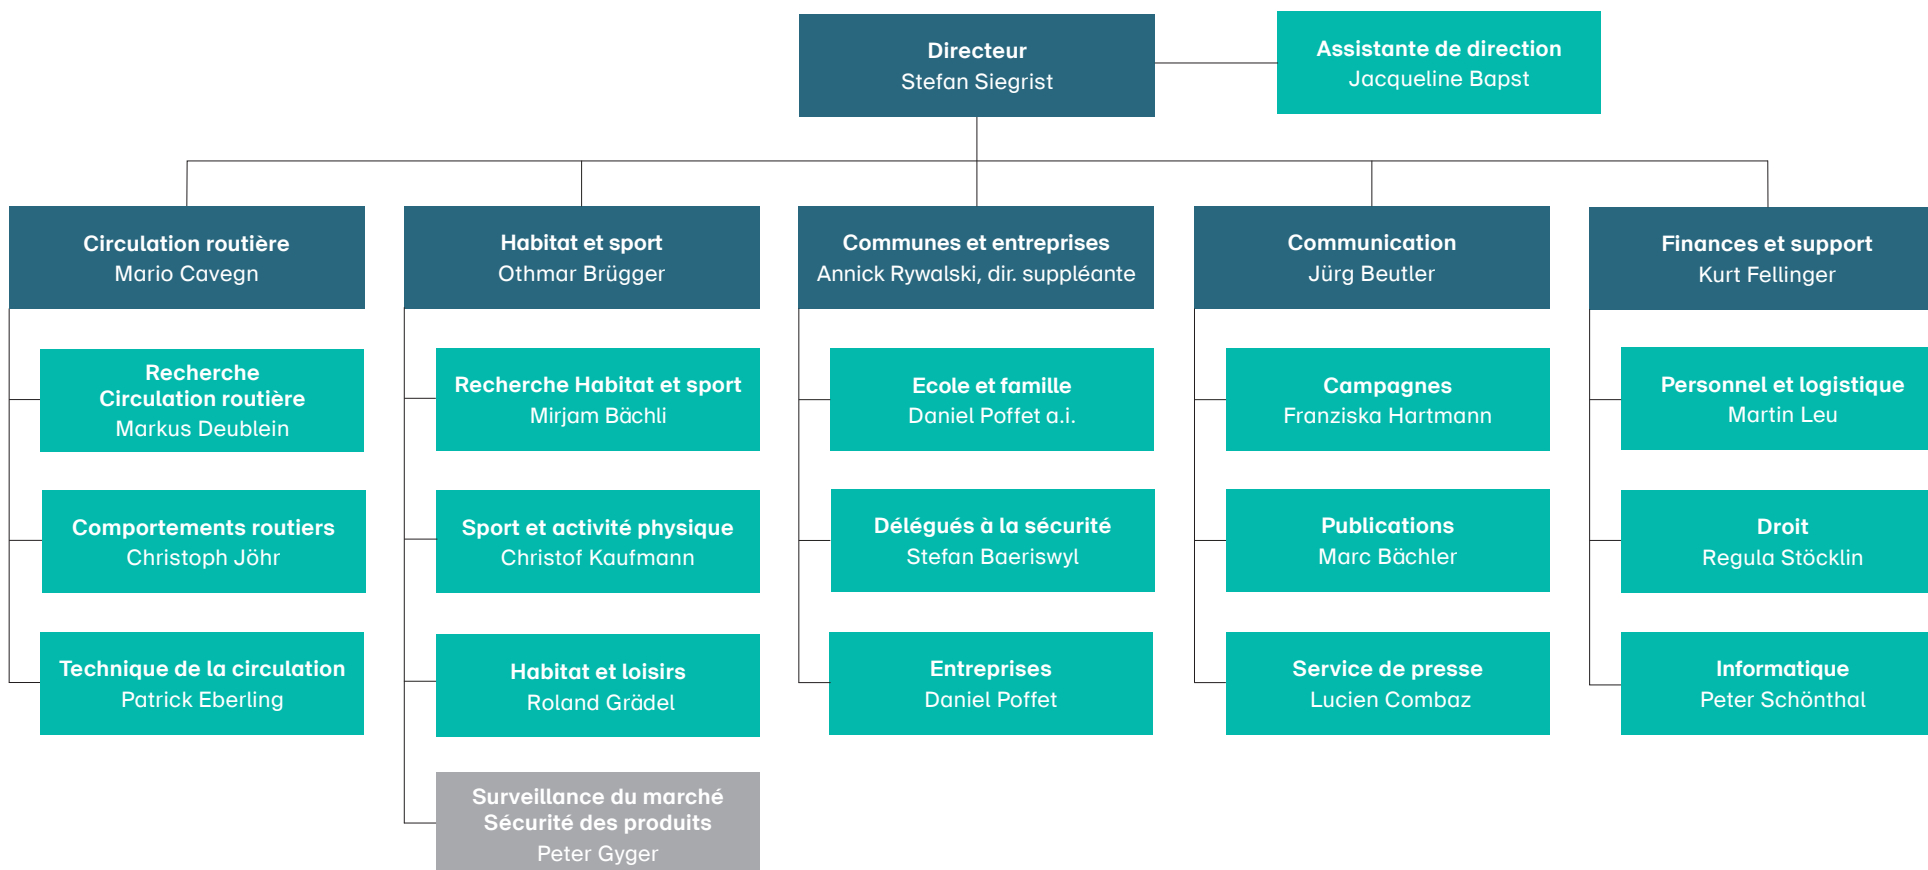 Directeur
Stefan Siegrist
Assistante de direction
Jacqueline Bapst
Circulation routière
Mario Cavegn
Recherche
Circulation routière
Markus Deublein
Comportements routiers
Christoph Jöhr
Technique de la circulation
Patrick Eberling
Habitat et sport
Othmar Brügger
Recherche Habitat et sport
Mirjam Bächli
Sport et activité physique
Christof Kaufmann
Habitat et loisirs
Roland Grädel
Surveillance du marché
Sécurité des produits
Peter Gyger
Communes et entreprises
Annick Rywalski, dir. suppléante
Ecole et famille
Daniel Poffet a.i.
Délégués à la sécurité
Stefan Baeriswyl
Entreprises
Daniel Poffet
Communication
Jürg Beutler
Campagnes
Franziska Hartmann
Publications
Marc Bächler
Service de presse
Lucien Combaz
Finances et support
Kurt Fellinger
Personnel et logistique
Martin Leu
Droit
Regula Stöcklin
Informatique
Peter Schönthal